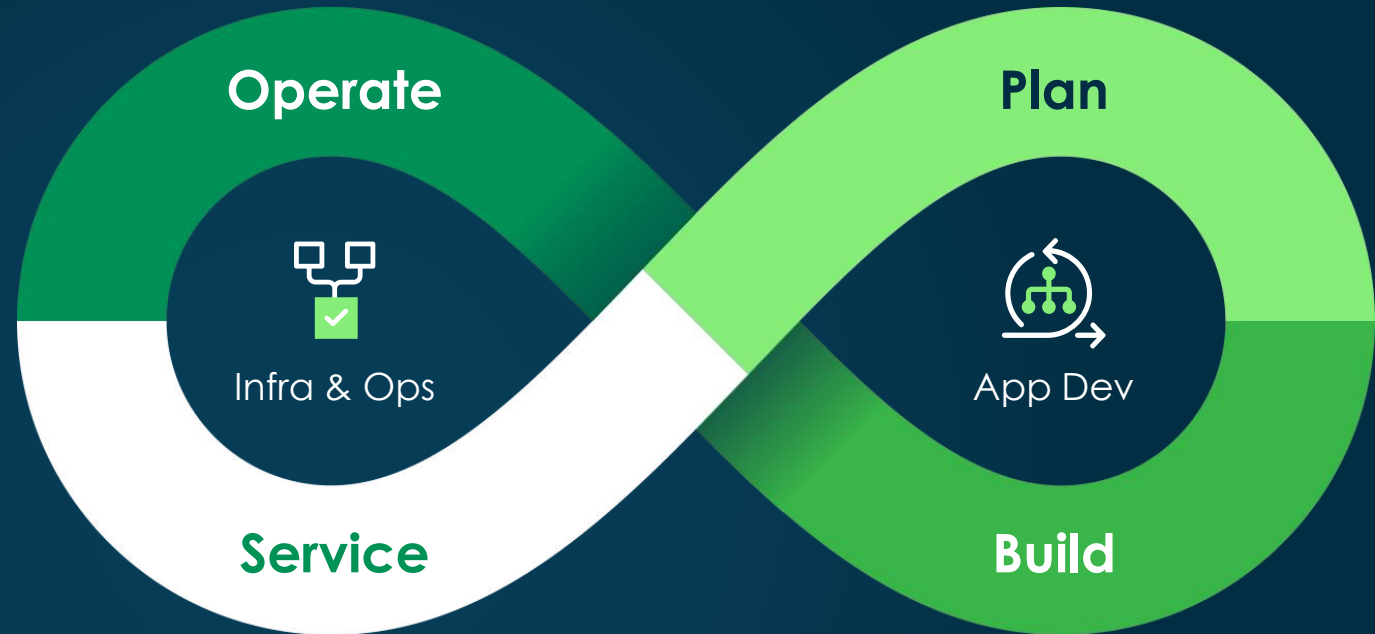 Operate
Plan
Infra & Ops
App Dev
Service
Build